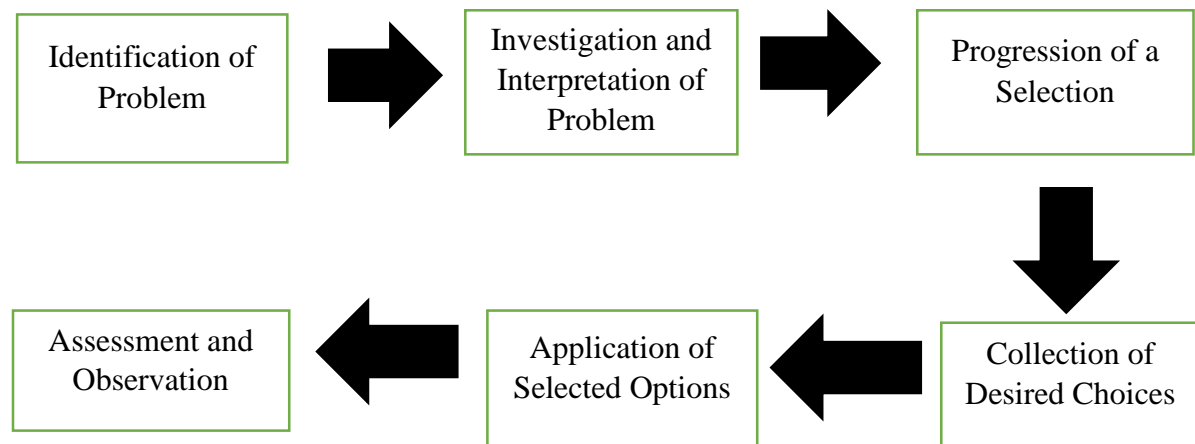 Identification of
Problem
Investigation and
Interpretation of
Problem
Progression of a
Selection
Collection of
Desired Choices
Application of
Selected Options
Assessment and
Observation